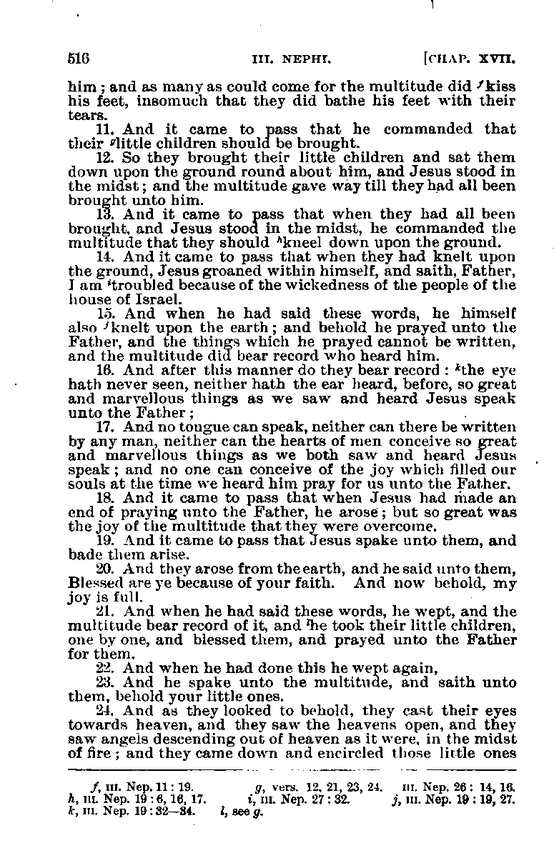 516 III. NEPHI. [CHAP. XVII.
him ; and as many as could come for the multitude did ᶠkiss
his feet, insomuch that they did bathe his feet with their
tears.
11. And it came to pass that he commanded that
their ᵍlittle children should be brought.
12. So they brought their little children and sat them
down upon the ground round about him, and Jesus stood in
the midst ; and the multitude gave way till they had all been
brought unto him.
13. And it came to pass that when they had all been
brought, and Jesus stood in the midst, he commanded the
multitude that they should ʰkneel down upon the ground.
14. And it came to pass that when they had knelt upon
the ground, Jesus groaned within himself, and saith, Father,
I am ⁱtroubled because of the wickedness of the people of the
house of Israel.
15. And when he had said these words, he himself
also ʲknelt upon the earth ; and behold he prayed unto the
Father, and the things which he prayed cannot be written,
and the multitude did bear record who heard him.
16. And after this manner do they bear record : ᵏthe eye
hath never seen, neither hath the ear heard, before, so great
and marvellous things as we saw and heard Jesus speak
unto the Father ;
17. And no tongue can speak, neither can there be written
by any man, neither can the hearts of men conceive so great
and marvellous things as we both saw and heard Jesus
speak ; and no one can conceive of the joy which filled our
souls at the time we heard him pray for us unto the Father.
18. And it came to pass that when Jesus had made an
end of praying unto the Father, he arose ; but so great was
the joy of the multitude that they were overcome.
19. And it came to pass that Jesus spake unto them, and
bade them arise.
20. And they arose from the earth, and he said unto them,
Blessed are ye because of your faith. And now behold, my
joy is full.
21. And when he had said these words, he wept, and the
multitude bear record of it, and ˡhe took their little children,
one by one, and blessed them, and prayed unto the Father
for them.
22. And when he had done this he wept again,
23. And he spake unto the multitude, and saith unto
them, behold your little ones.
24. And as they looked to behold, they cast their eyes
towards heaven, and they saw the heavens open, and they
saw angels descending out of heaven as it were, in the midst
of fire ; and they came down and encircled those little ones
f, III. Nep. 11 : 19. g, vers. 12, 21, 23, 24. III. Nep. 26 : 14, 16.
h, III. Nep. 19 : 6, 16, 17. i, III. Nep. 27 : 32. j, III. Nep. 19 : 19, 27.
k, III. Nep. 19 : 32—34. l, see g.